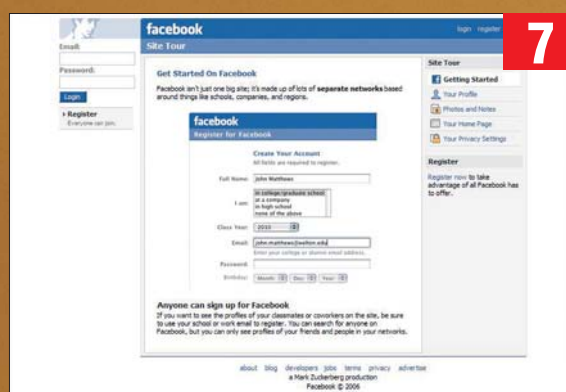 7
facebook
login register
Email:
Password:
Login
Register
Everyone can join.
Site Tour
Get Started On Facebook
Facebook isn't just one big site; it's made up of lots of separate networks based
around things like schools, companies, and regions.
facebook
Register for Facebook
Create Your Account
All fields are required to register.
Full Name: John Matthews
I am: in college/graduate school
at a company
in high school
none of the above
Class Year: 2010
Email: john.matthews@welton.edu
Enter your college or alumni email address.
Password:
Birthday: Month: Day: Year:
Anyone can sign up for Facebook
If you want to see the profiles of your classmates or coworkers on the site, be sure
to use your school or work email to register. You can search for anyone on
Facebook, but you can only see profiles of your friends and people in your networks.
Site Tour
Getting Started
Your Profile
Photos and Notes
Your Home Page
Your Privacy Settings
Register
Register now to take
advantage of all Facebook has
to offer.
about blog developers jobs terms privacy advertise
a Mark Zuckerberg production
Facebook © 2006